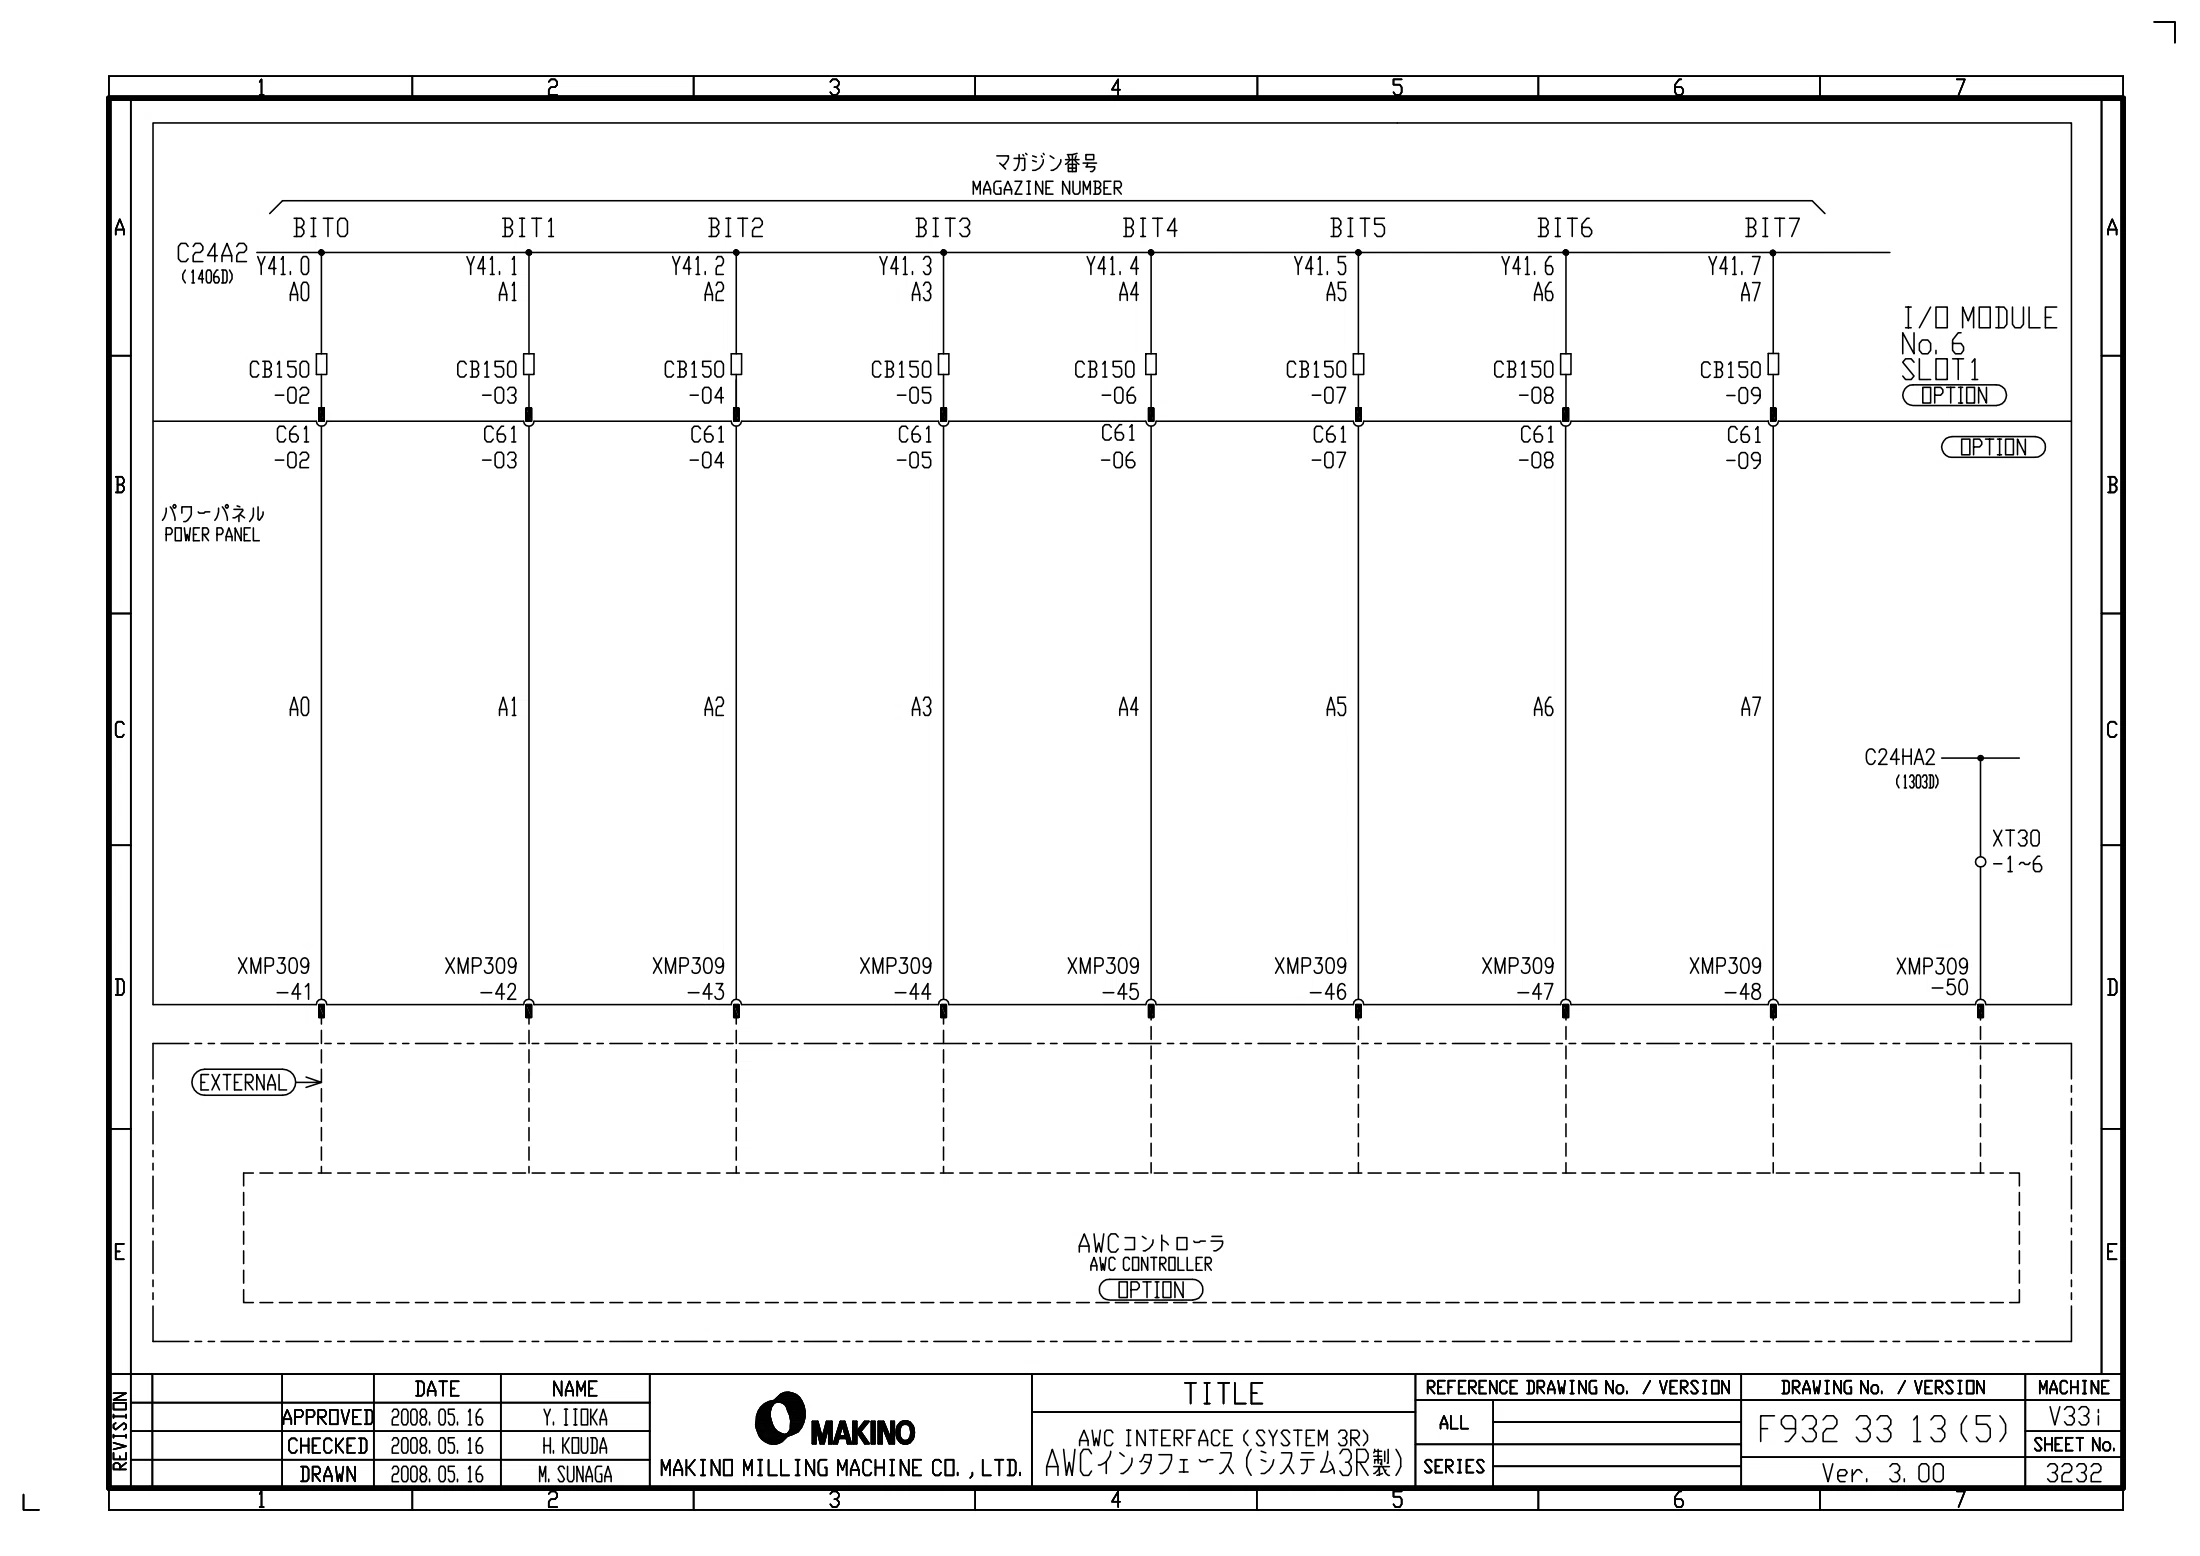 1 2 3 4 5 6 7
マガジン番号
MAGAZINE NUMBER
A BIT0 BIT1 BIT2 BIT3 BIT4 BIT5 BIT6 BIT7 A
C24A2
(1406D)
Y41.0 Y41.1 Y41.2 Y41.3 Y41.4 Y41.5 Y41.6 Y41.7
A0 A1 A2 A3 A4 A5 A6 A7
I/O MODULE
No.6
SLOT1
OPTION
CB150 CB150 CB150 CB150 CB150 CB150 CB150 CB150
-02 -03 -04 -05 -06 -07 -08 -09
C61 C61 C61 C61 C61 C61 C61 C61
-02 -03 -04 -05 -06 -07 -08 -09
OPTION
B B
パワーパネル
POWER PANEL
A0 A1 A2 A3 A4 A5 A6 A7
C C
C24HA2
(1303D)
XT30
-1~6
XMP309 XMP309 XMP309 XMP309 XMP309 XMP309 XMP309 XMP309 XMP309
-41 -42 -43 -44 -45 -46 -47 -48 -50
D D
EXTERNAL
E E
AWCコントローラ
AWC CONTROLLER
OPTION
REVISION
DATE NAME
APPROVED 2008.05.16 Y.IIOKA
CHECKED 2008.05.16 H.KOUDA
DRAWN 2008.05.16 M.SUNAGA
MAKINO
MAKINO MILLING MACHINE CO.,LTD.
TITLE
AWC INTERFACE(SYSTEM 3R)
AWCインタフェース(システム3R製)
REFERENCE DRAWING No. / VERSION
ALL
SERIES
DRAWING No. / VERSION
F932 33 13(5)
Ver. 3.00
MACHINE
V33i
SHEET No.
3232
1 2 3 4 5 6 7